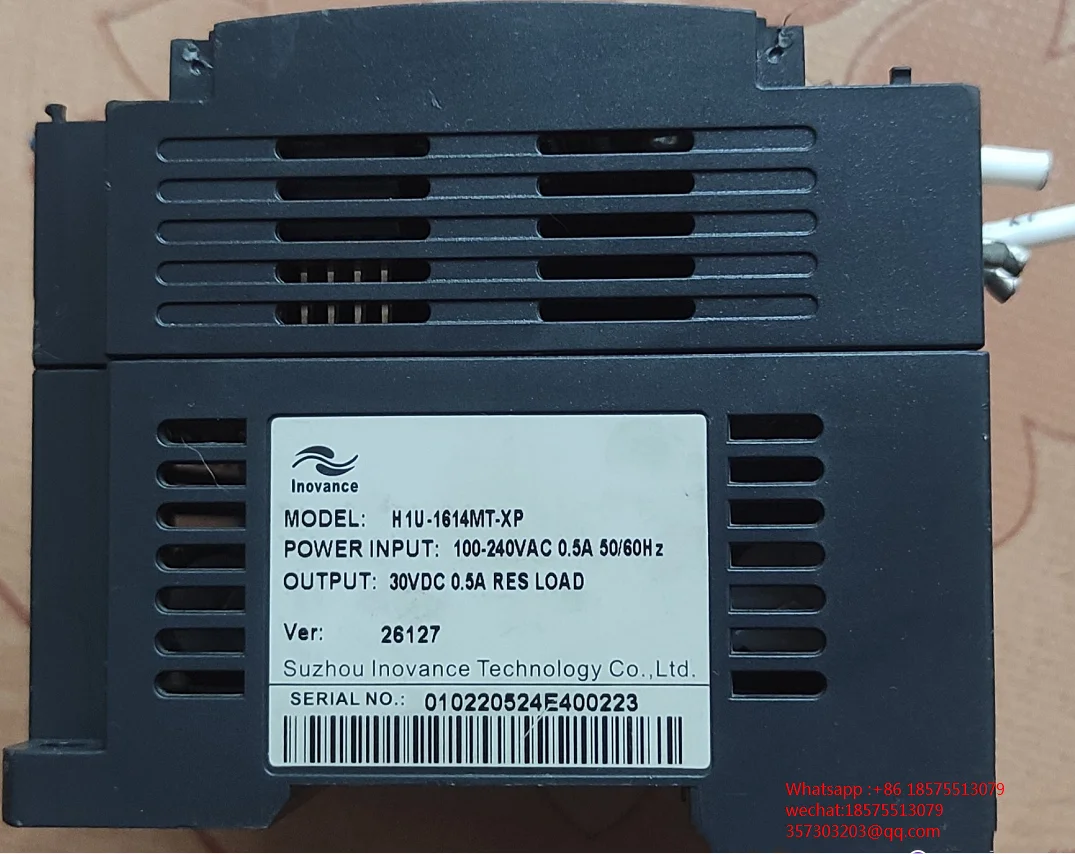 Inovance
MODEL: H1U-1614MT-XP
POWER INPUT: 100-240VAC 0.5A 50/60Hz
OUTPUT: 30VDC 0.5A RES LOAD
Ver: 26127
Suzhou Inovance Technology Co.,Ltd.
SERIAL NO.: 010220524E400223
Whatsapp :+86 18575513079
wechat:18575513079
357303203@qq.com